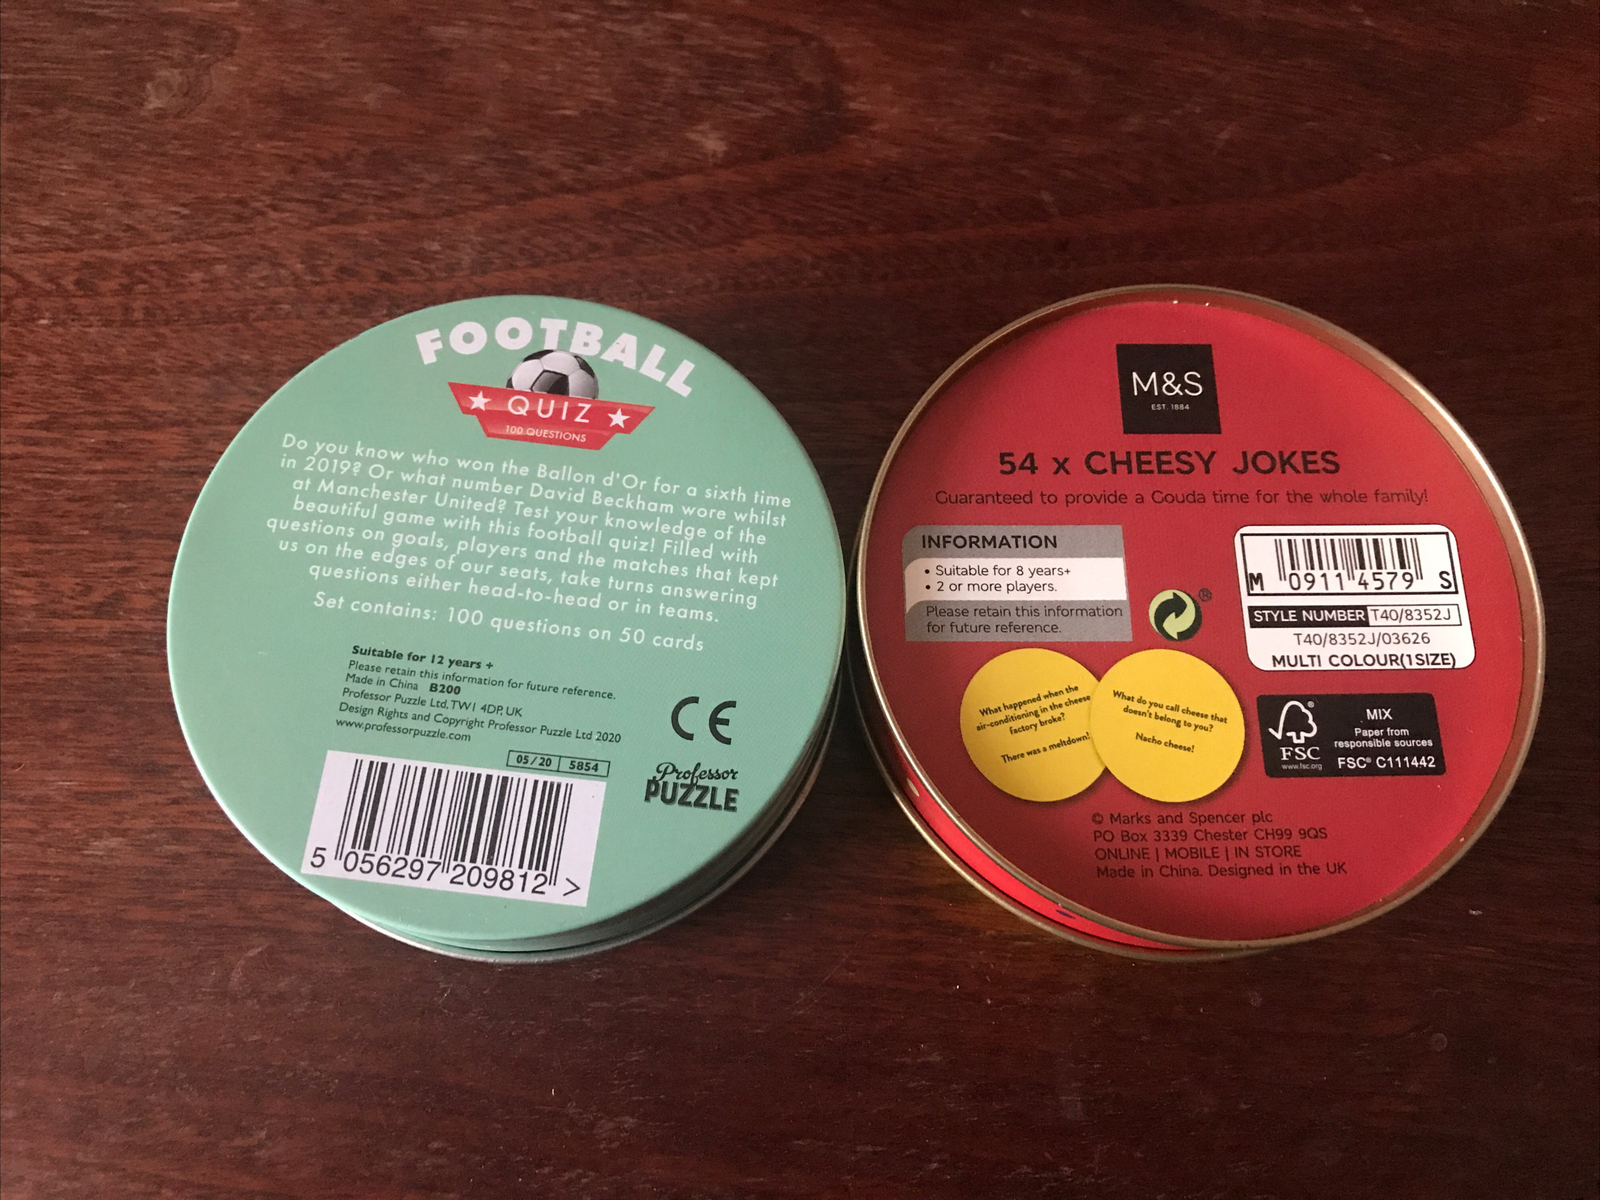 FOOTBALL
QUIZ
100 QUESTIONS
Do you know who won the Ballon d'Or for a sixth time
in 2019? Or what number David Beckham wore whilst
at Manchester United? Test your knowledge of the
beautiful game with this football quiz! Filled with
questions on goals, players and the matches that kept
us on the edges of our seats, take turns answering
questions either head-to-head or in teams.
Set contains: 100 questions on 50 cards
Suitable for 12 years +
Please retain this information for future reference.
Made in China B200
Professor Puzzle Ltd, TW1 4DP, UK
Design Rights and Copyright Professor Puzzle Ltd 2020
www.professorpuzzle.com
CE
05/20 5854
Professor
PUZZLE
5 056297 209812 >
M&S
EST. 1884
54 x CHEESY JOKES
Guaranteed to provide a Gouda time for the whole family!
INFORMATION
• Suitable for 8 years+
• 2 or more players.
Please retain this information
for future reference.
®
M 0911 4579 S
STYLE NUMBER T40/8352J
T40/8352J/03626
MULTI COLOUR(1SIZE)
What happened when the
air-conditioning in the cheese
factory broke?
There was a meltdown!
What do you call cheese that
doesn't belong to you?
Nacho cheese!
®
FSC
www.fsc.org
MIX
Paper from
responsible sources
FSC® C111442
© Marks and Spencer plc
PO Box 3339 Chester CH99 9QS
ONLINE | MOBILE | IN STORE
Made in China. Designed in the UK